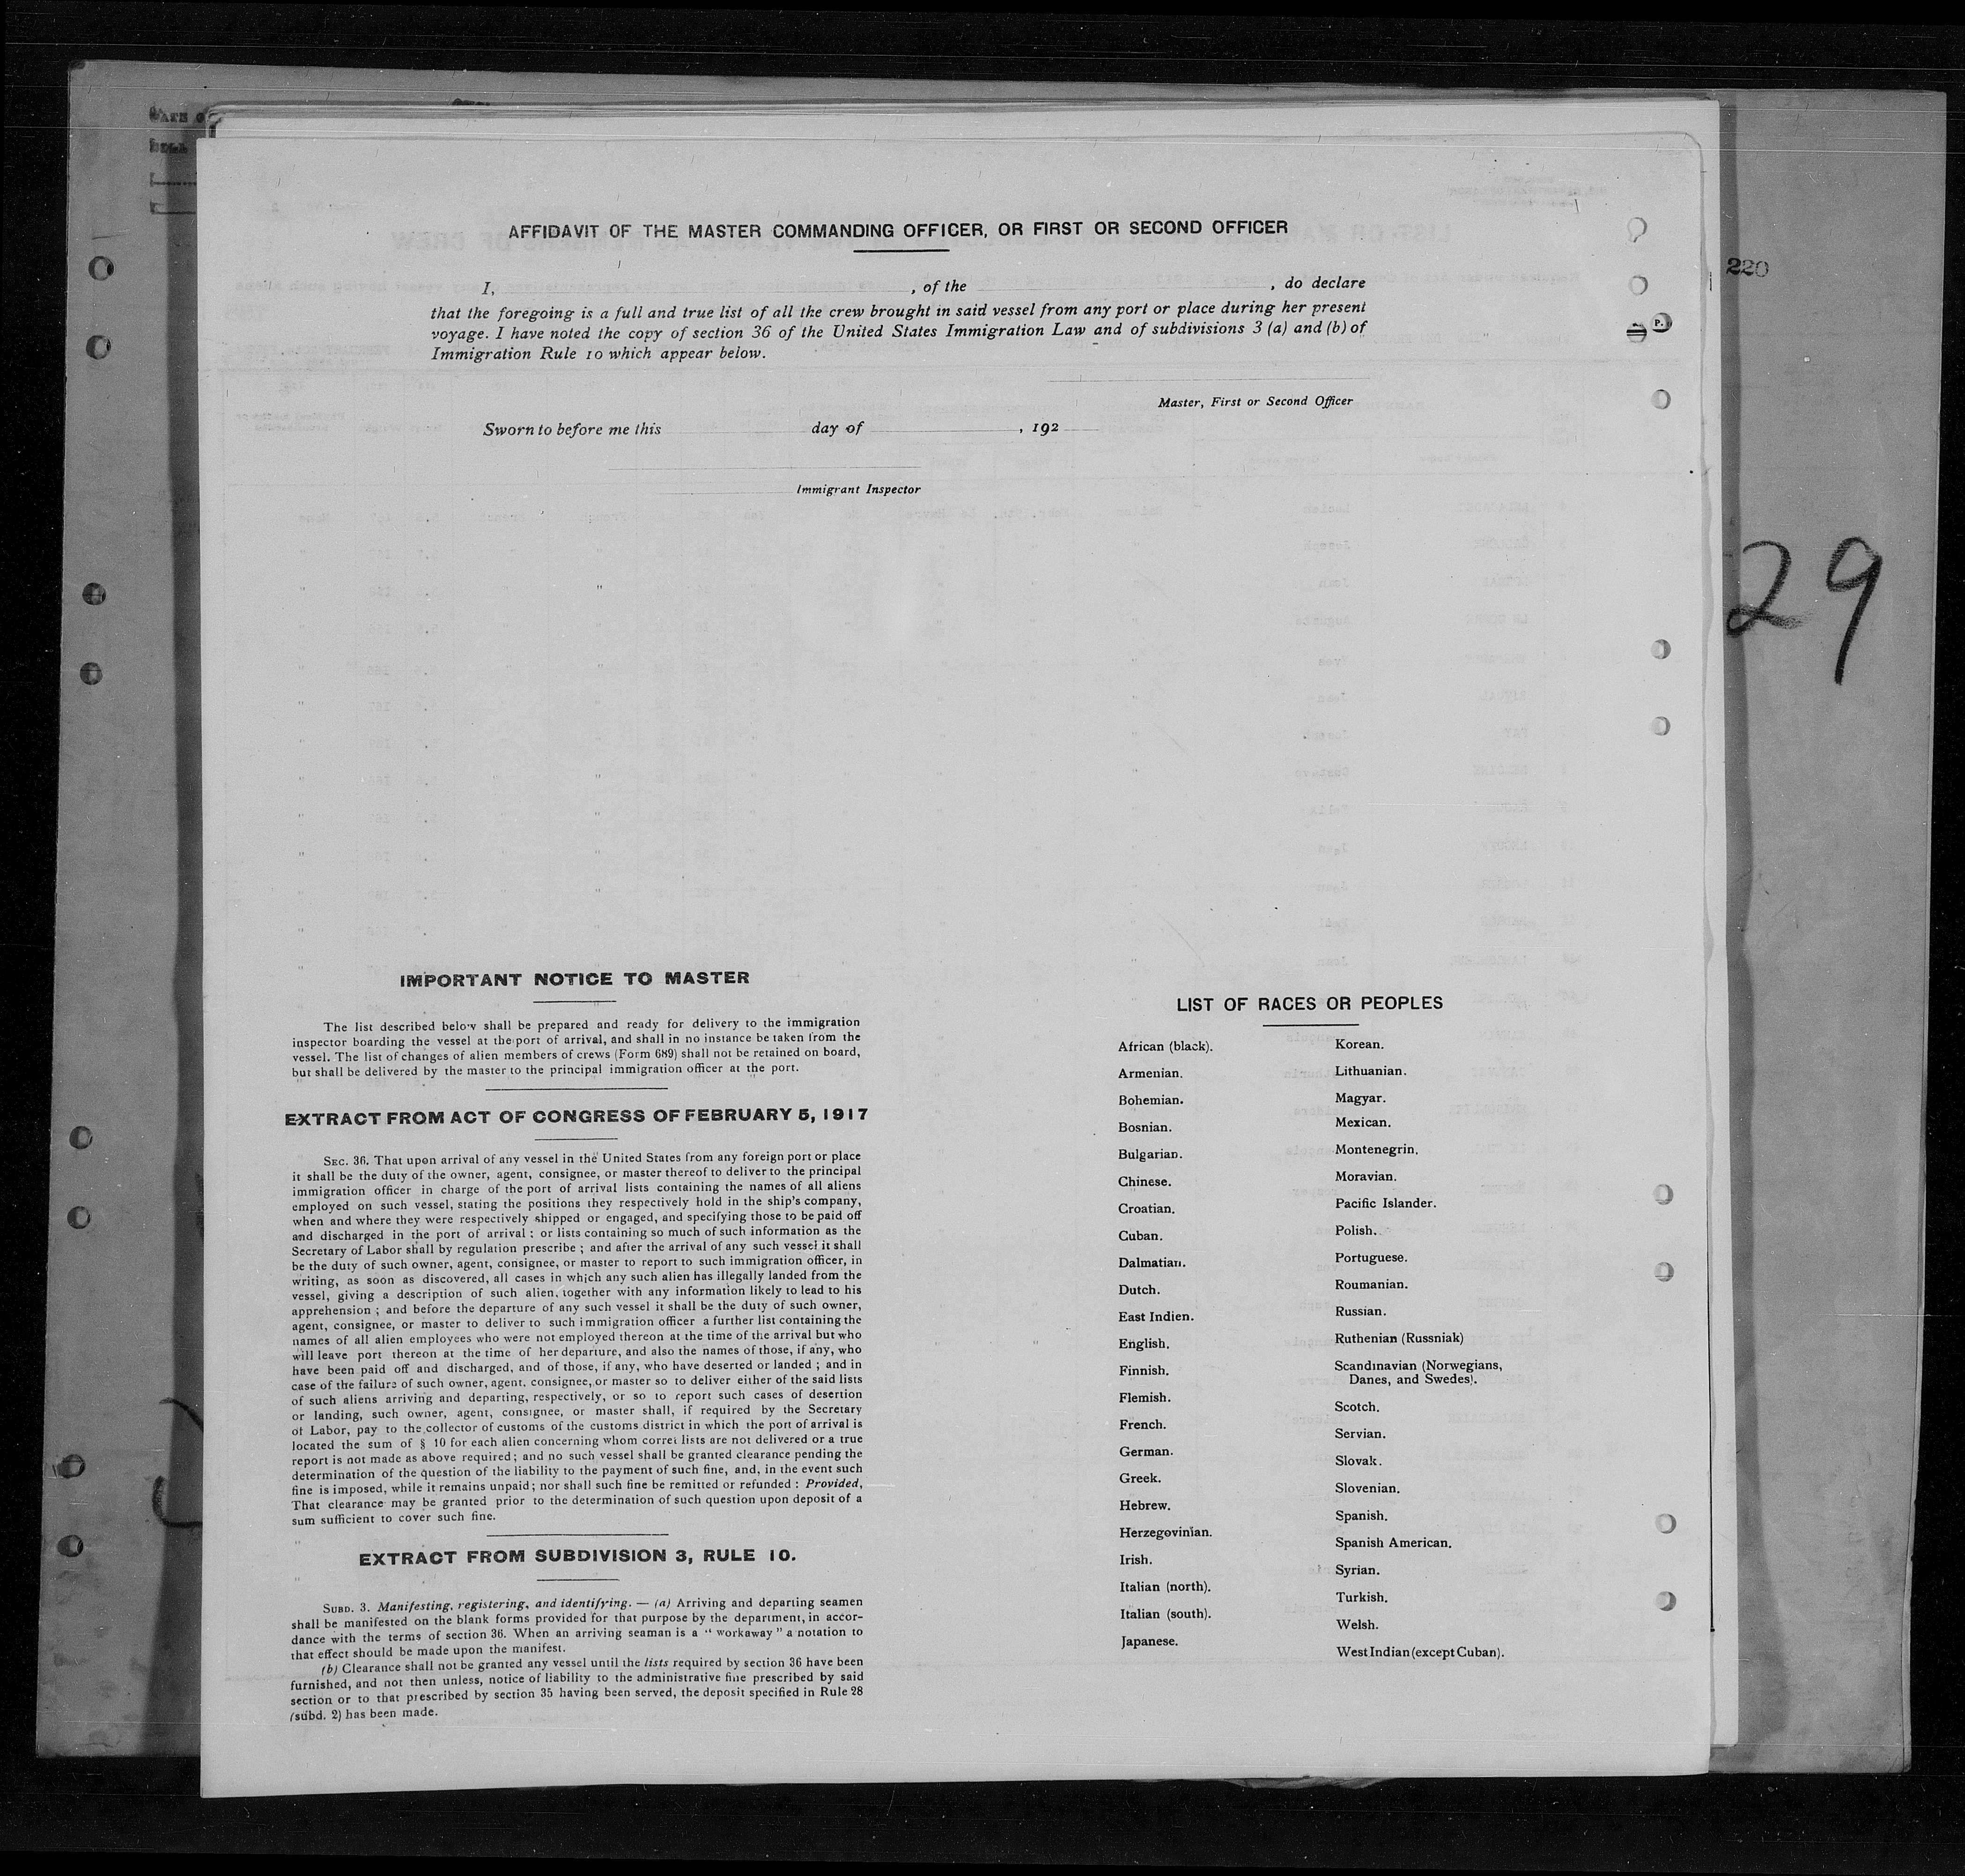 AFFIDAVIT OF THE MASTER COMMANDING OFFICER, OR FIRST OR SECOND OFFICER
I, , of the , do declare
that the foregoing is a full and true list of all the crew brought in said vessel from any port or place during her present
voyage. I have noted the copy of section 36 of the United States Immigration Law and of subdivisions 3 (a) and (b) of
Immigration Rule 10 which appear below.
Master, First or Second Officer
Sworn to before me this day of , 192
Immigrant Inspector
220
P.
29
IMPORTANT NOTICE TO MASTER
The list described below shall be prepared and ready for delivery to the immigration
inspector boarding the vessel at the port of arrival, and shall in no instance be taken from the
vessel. The list of changes of alien members of crews (Form 689) shall not be retained on board,
but shall be delivered by the master to the principal immigration officer at the port.
EXTRACT FROM ACT OF CONGRESS OF FEBRUARY 5, 1917
SEC. 36. That upon arrival of any vessel in the United States from any foreign port or place
it shall be the duty of the owner, agent, consignee, or master thereof to deliver to the principal
immigration officer in charge of the port of arrival lists containing the names of all aliens
employed on such vessel, stating the positions they respectively hold in the ship's company,
when and where they were respectively shipped or engaged, and specifying those to be paid off
and discharged in the port of arrival; or lists containing so much of such information as the
Secretary of Labor shall by regulation prescribe; and after the arrival of any such vessel it shall
be the duty of such owner, agent, consignee, or master to report to such immigration officer, in
writing, as soon as discovered, all cases in which any such alien has illegally landed from the
vessel, giving a description of such alien, together with any information likely to lead to his
apprehension; and before the departure of any such vessel it shall be the duty of such owner,
agent, consignee, or master to deliver to such immigration officer a further list containing the
names of all alien employees who were not employed thereon at the time of the arrival but who
will leave port thereon at the time of her departure, and also the names of those, if any, who
have been paid off and discharged, and of those, if any, who have deserted or landed; and in
case of the failure of such owner, agent, consignee, or master so to deliver either of the said lists
of such aliens arriving and departing, respectively, or so to report such cases of desertion
or landing, such owner, agent, consignee, or master shall, if required by the Secretary
of Labor, pay to the collector of customs of the customs district in which the port of arrival is
located the sum of § 10 for each alien concerning whom correi lists are not delivered or a true
report is not made as above required; and no such vessel shall be granted clearance pending the
determination of the question of the liability to the payment of such fine, and, in the event such
fine is imposed, while it remains unpaid; nor shall such fine be remitted or refunded: Provided,
That clearance may be granted prior to the determination of such question upon deposit of a
sum sufficient to cover such fine.
EXTRACT FROM SUBDIVISION 3, RULE 10.
SUBD. 3. Manifesting, registering, and identifying. — (a) Arriving and departing seamen
shall be manifested on the blank forms provided for that purpose by the department, in accor-
dance with the terms of section 36. When an arriving seaman is a "workaway" a notation to
that effect should be made upon the manifest.
(b) Clearance shall not be granted any vessel until the lists required by section 36 have been
furnished, and not then unless, notice of liability to the administrative fine prescribed by said
section or to that prescribed by section 35 having been served, the deposit specified in Rule 28
(subd. 2) has been made.
LIST OF RACES OR PEOPLES
African (black).
Armenian.
Bohemian.
Bosnian.
Bulgarian.
Chinese.
Croatian.
Cuban.
Dalmatian.
Dutch.
East Indien.
English.
Finnish.
Flemish.
French.
German.
Greek.
Hebrew.
Herzegovinian.
Irish.
Italian (north).
Italian (south).
Japanese.
Korean.
Lithuanian.
Magyar.
Mexican.
Montenegrin.
Moravian.
Pacific Islander.
Polish.
Portuguese.
Roumanian.
Russian.
Ruthenian (Russniak)
Scandinavian (Norwegians,
Danes, and Swedes).
Scotch.
Servian.
Slovak.
Slovenian.
Spanish.
Spanish American.
Syrian.
Turkish.
Welsh.
West Indian (except Cuban).